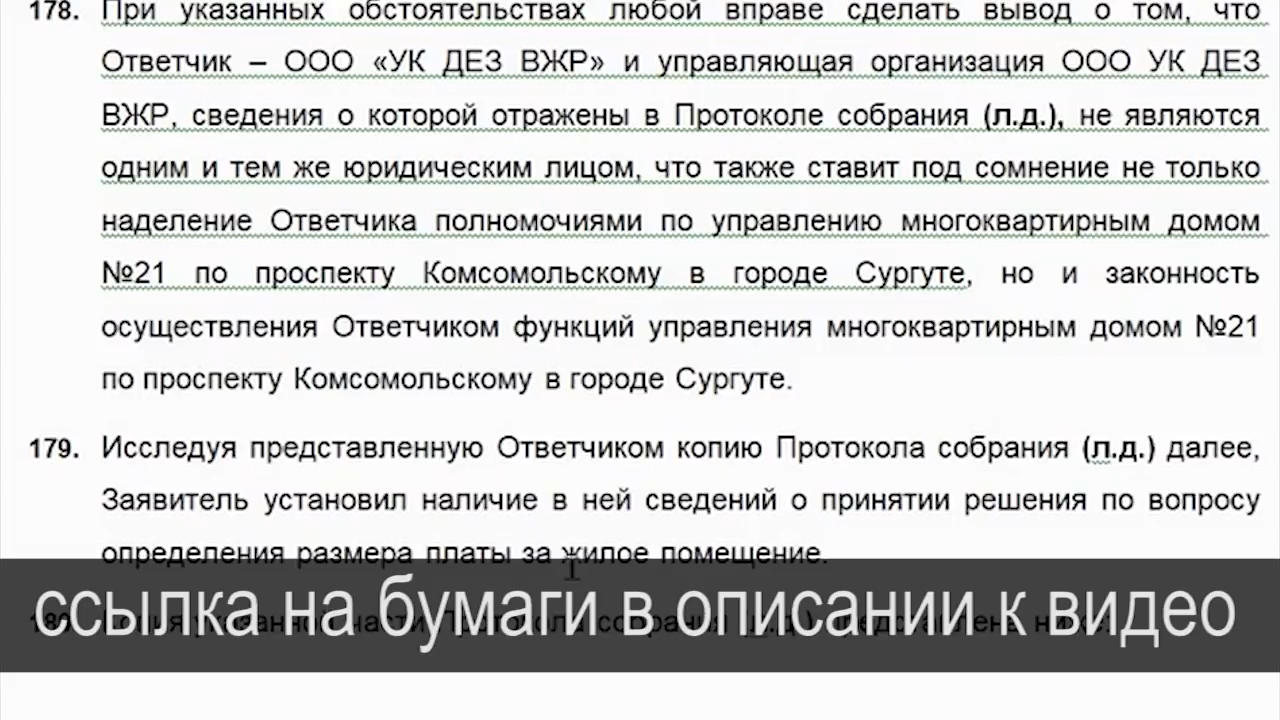 178. При указанных обстоятельствах любой вправе сделать вывод о том, что
Ответчик – ООО «УК ДЕЗ ВЖР» и управляющая организация ООО УК ДЕЗ
ВЖР, сведения о которой отражены в Протоколе собрания (л.д.), не являются
одним и тем же юридическим лицом, что также ставит под сомнение не только
наделение Ответчика полномочиями по управлению многоквартирным домом
№21 по проспекту Комсомольскому в городе Сургуте, но и законность
осуществления Ответчиком функций управления многоквартирным домом №21
по проспекту Комсомольскому в городе Сургуте.
179. Исследуя представленную Ответчиком копию Протокола собрания (л.д.) далее,
Заявитель установил наличие в ней сведений о принятии решения по вопросу
определения размера платы за жилое помещение.
ссылка на бумаги в описании к видео